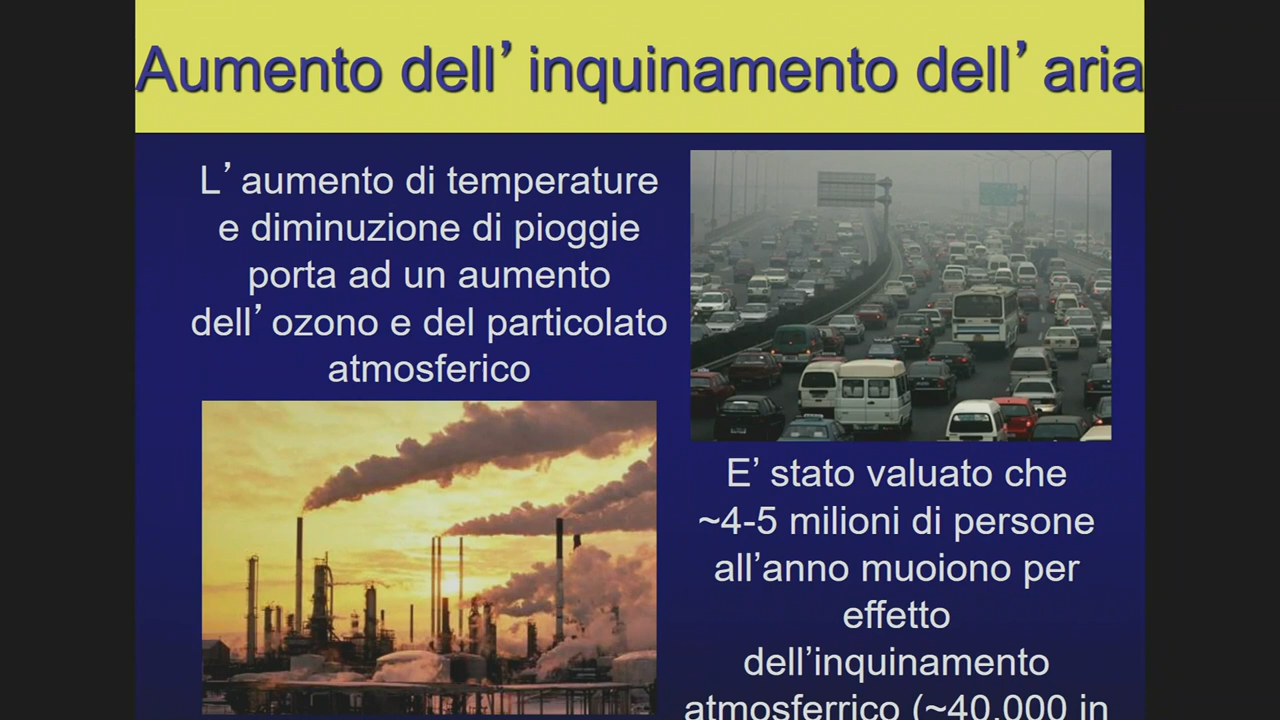 Aumento dell’inquinamento dell’aria
L’aumento di temperature
e diminuzione di pioggie
porta ad un aumento
dell’ozono e del particolato
atmosferico
E’ stato valuato che
~4-5 milioni di persone
all’anno muoiono per
effetto
dell’inquinamento
atmosferrico (~40.000 in